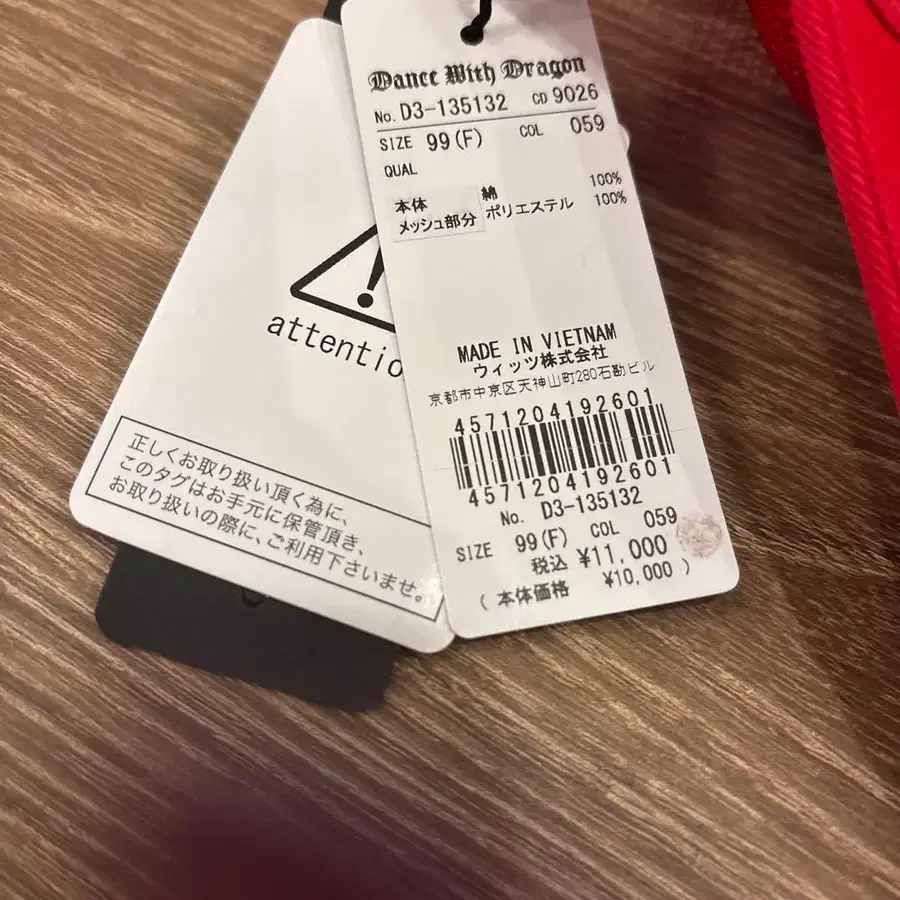 Dance With Dragon
No. D3-135132 CD 9026
SIZE 99(F) COL 059
QUAL
本体 綿 100%
メッシュ部分 ポリエステル 100%
MADE IN VIETNAM
ウィッツ株式会社
京都市中京区天神山町280石勘ビル
4571204192601
4571204192601
No. D3-135132
SIZE 99(F) COL 059
税込 ¥11,000
(本体価格 ¥10,000 )
attentio
正しくお取り扱い頂く為に、
このタグはお手元に保管頂き、
お取り扱いの際に、ご利用下さいませ。